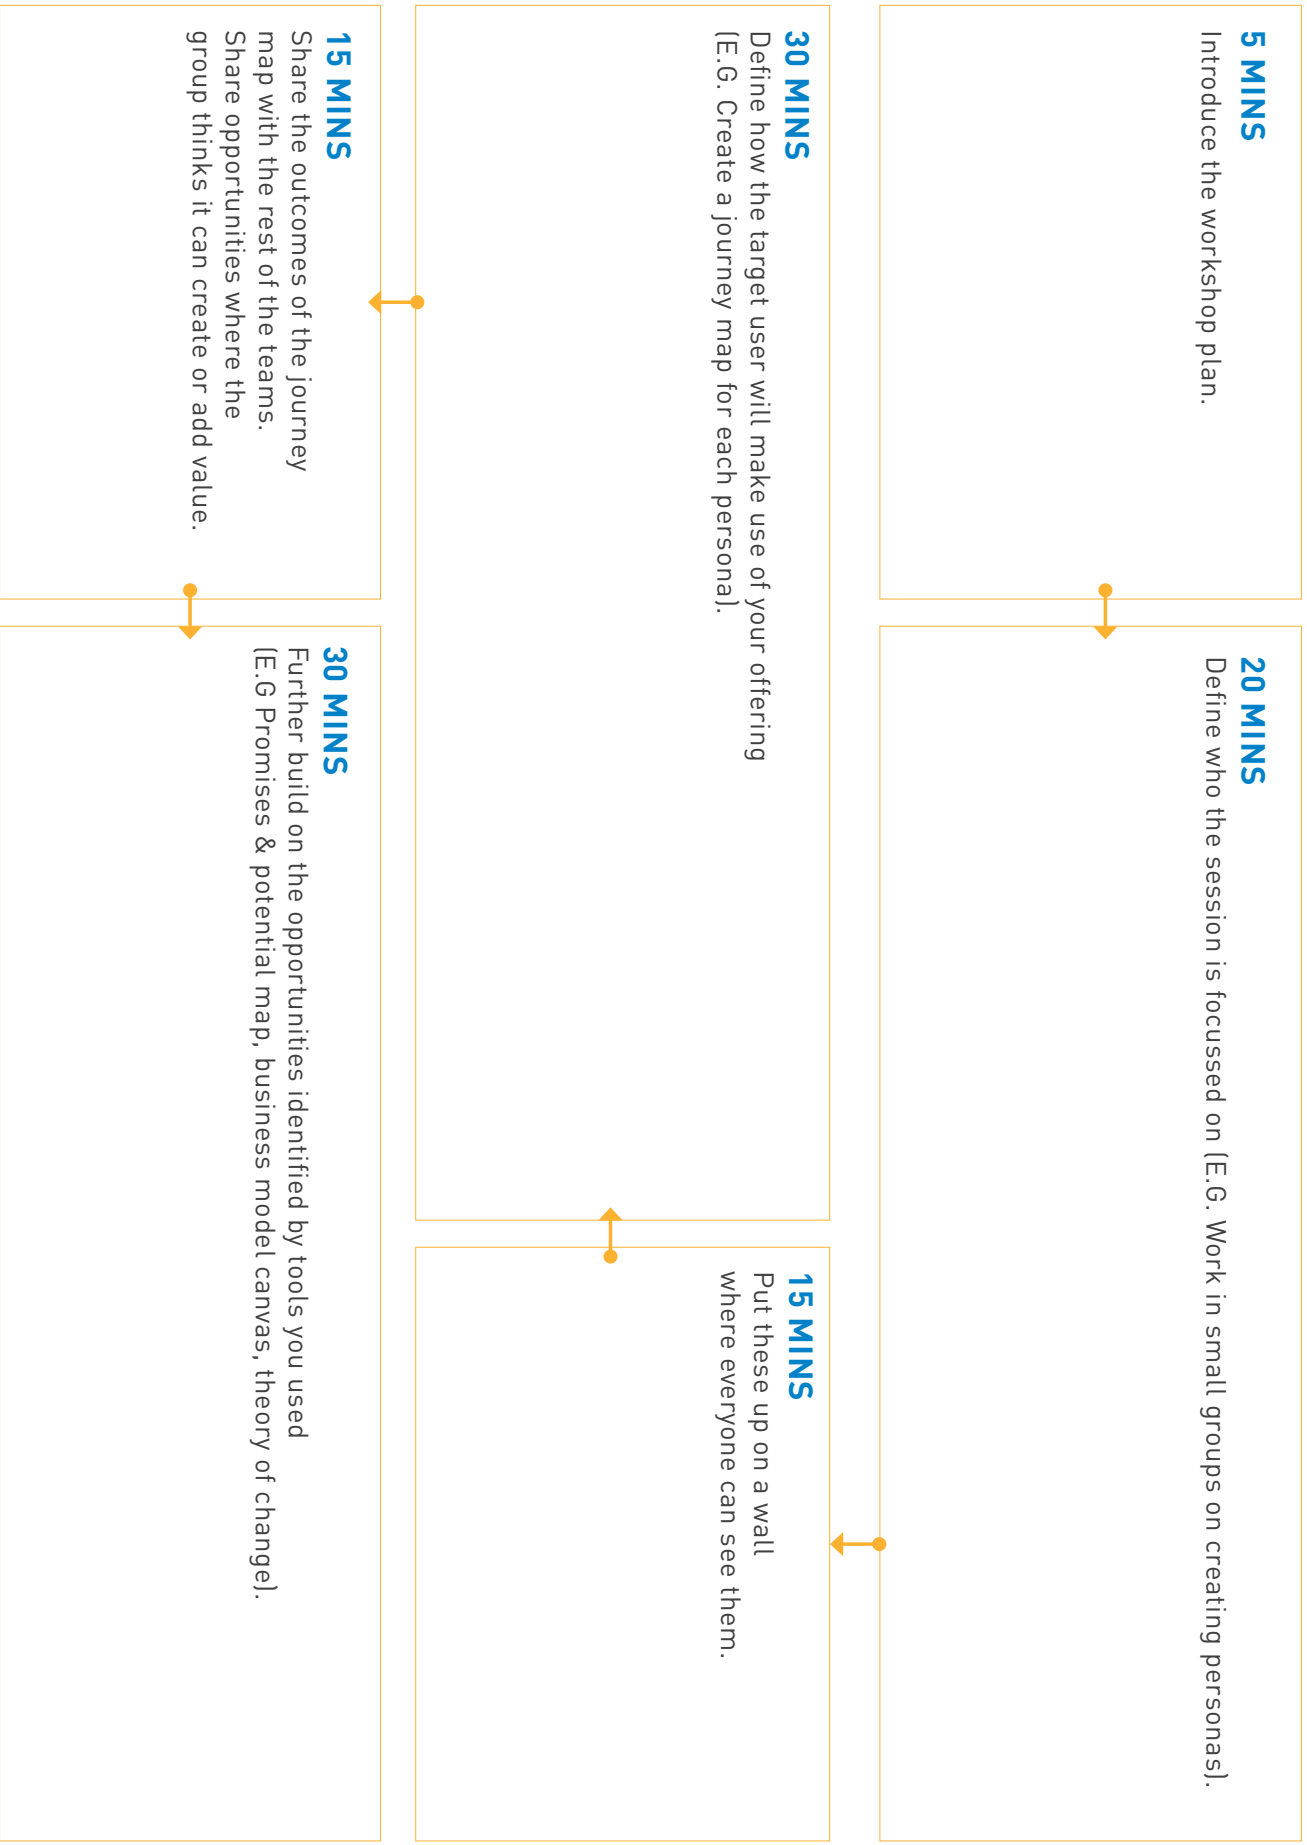 5 MINS
Introduce the workshop plan.
20 MINS
Define who the session is focussed on (E.G. Work in small groups on creating personas).
15 MINS
Put these up on a wall
where everyone can see them.
30 MINS
Define how the target user will make use of your offering
(E.G. Create a journey map for each persona).
15 MINS
Share the outcomes of the journey
map with the rest of the teams.
Share opportunities where the
group thinks it can create or add value.
30 MINS
Further build on the opportunities identified by tools you used
(E.G Promises & potential map, business model canvas, theory of change).